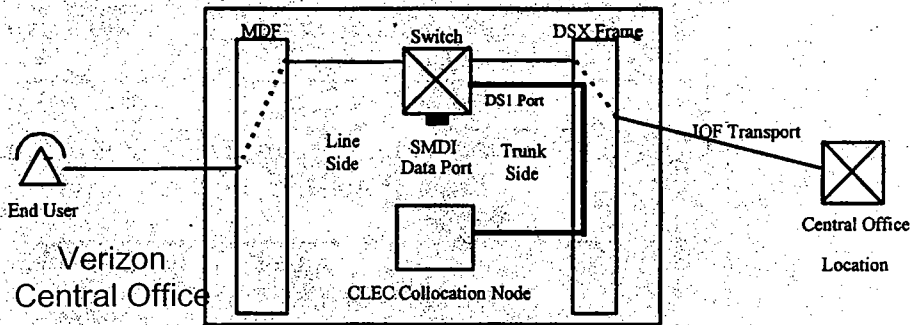 MDF
Switch
DSX Frame
DS1 Port
IOF Transport
Line
Side
SMDI
Data Port
Trunk
Side
End User
Central Office
Location
Verizon
Central Office
CLEC Collocation Node